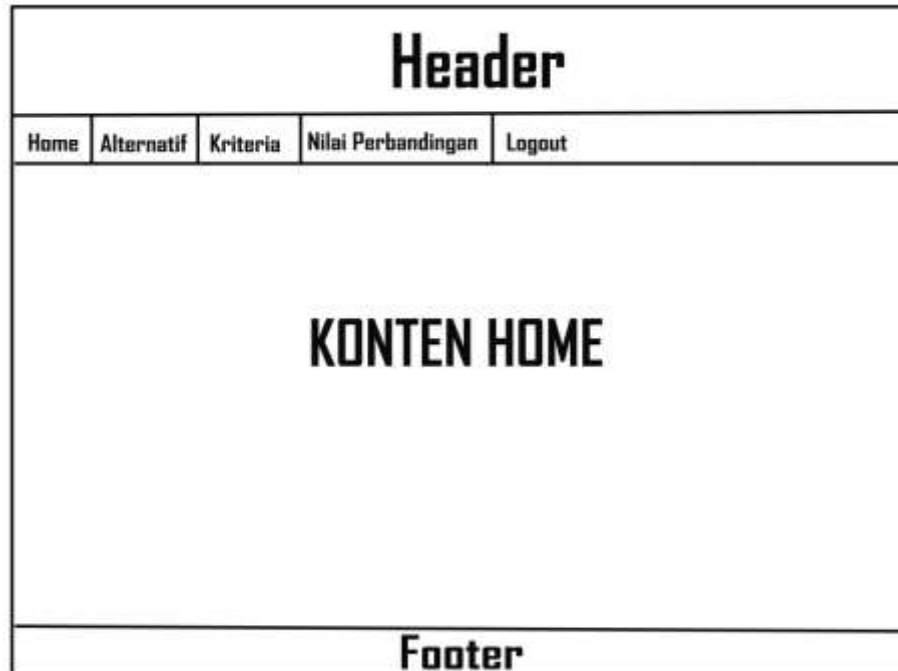 Header
Home Alternatif Kriteria Nilai Perbandingan Logout
KONTEN HOME
Footer